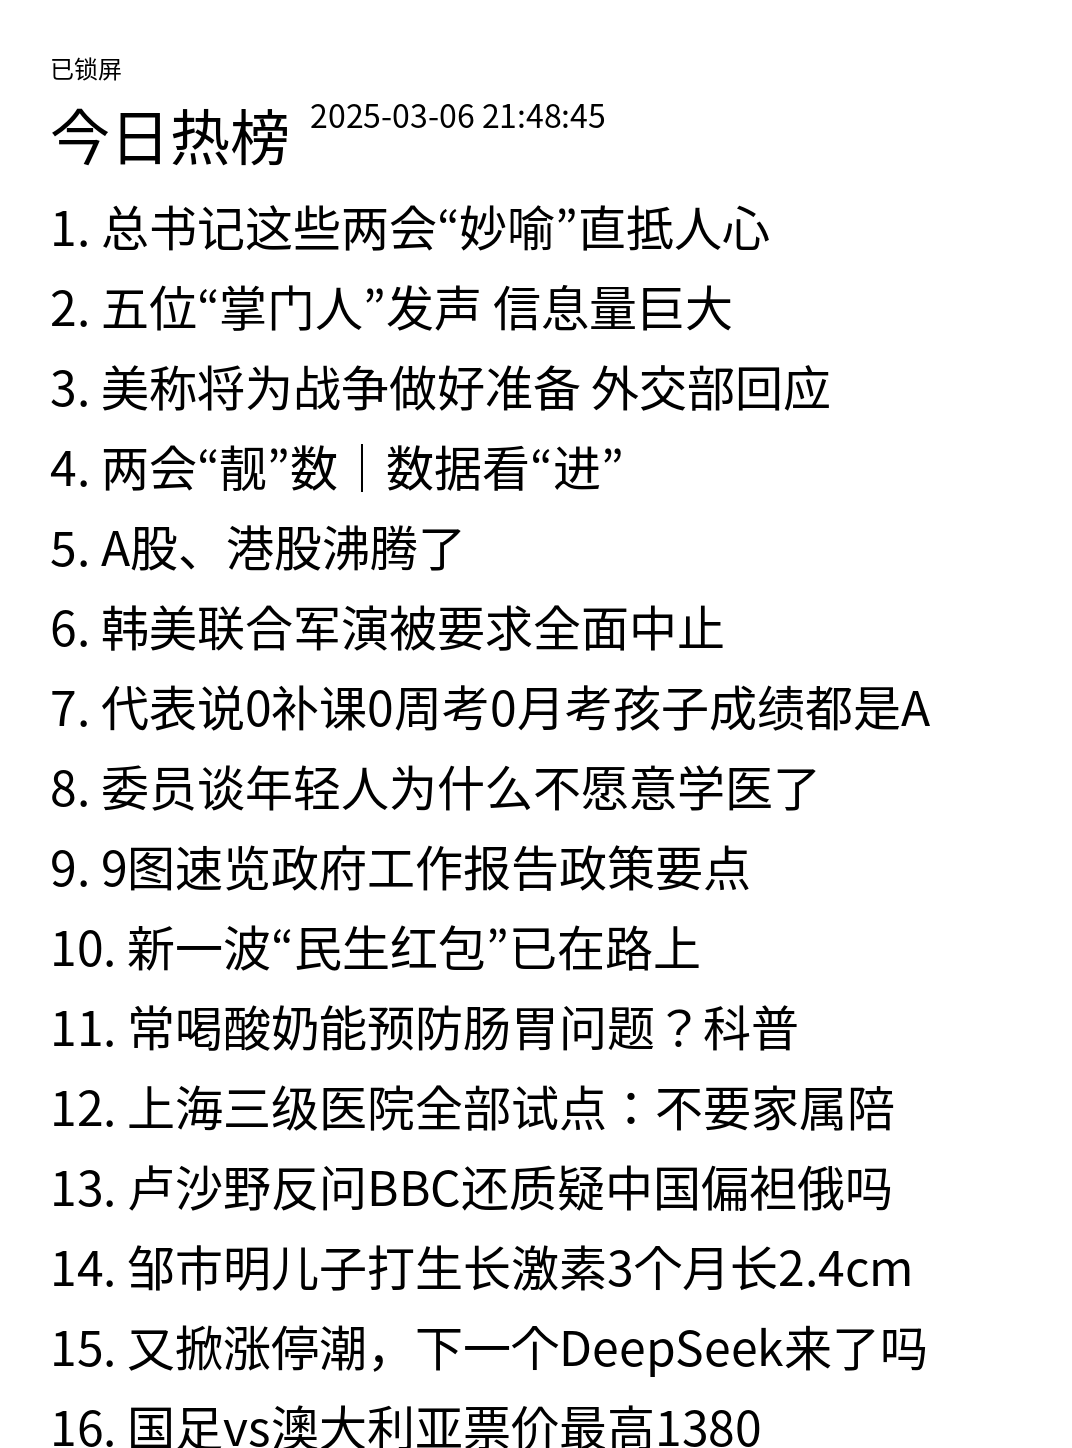 已锁屏
今日热榜 2025-03-06 21:48:45
1. 总书记这些两会“妙喻”直抵人心
2. 五位“掌门人”发声 信息量巨大
3. 美称将为战争做好准备 外交部回应
4. 两会“靓”数｜数据看“进”
5. A股、港股沸腾了
6. 韩美联合军演被要求全面中止
7. 代表说0补课0周考0月考孩子成绩都是A
8. 委员谈年轻人为什么不愿意学医了
9. 9图速览政府工作报告政策要点
10. 新一波“民生红包”已在路上
11. 常喝酸奶能预防肠胃问题？科普
12. 上海三级医院全部试点：不要家属陪
13. 卢沙野反问BBC还质疑中国偏袒俄吗
14. 邹市明儿子打生长激素3个月长2.4cm
15. 又掀涨停潮，下一个DeepSeek来了吗
16. 国足vs澳大利亚票价最高1380